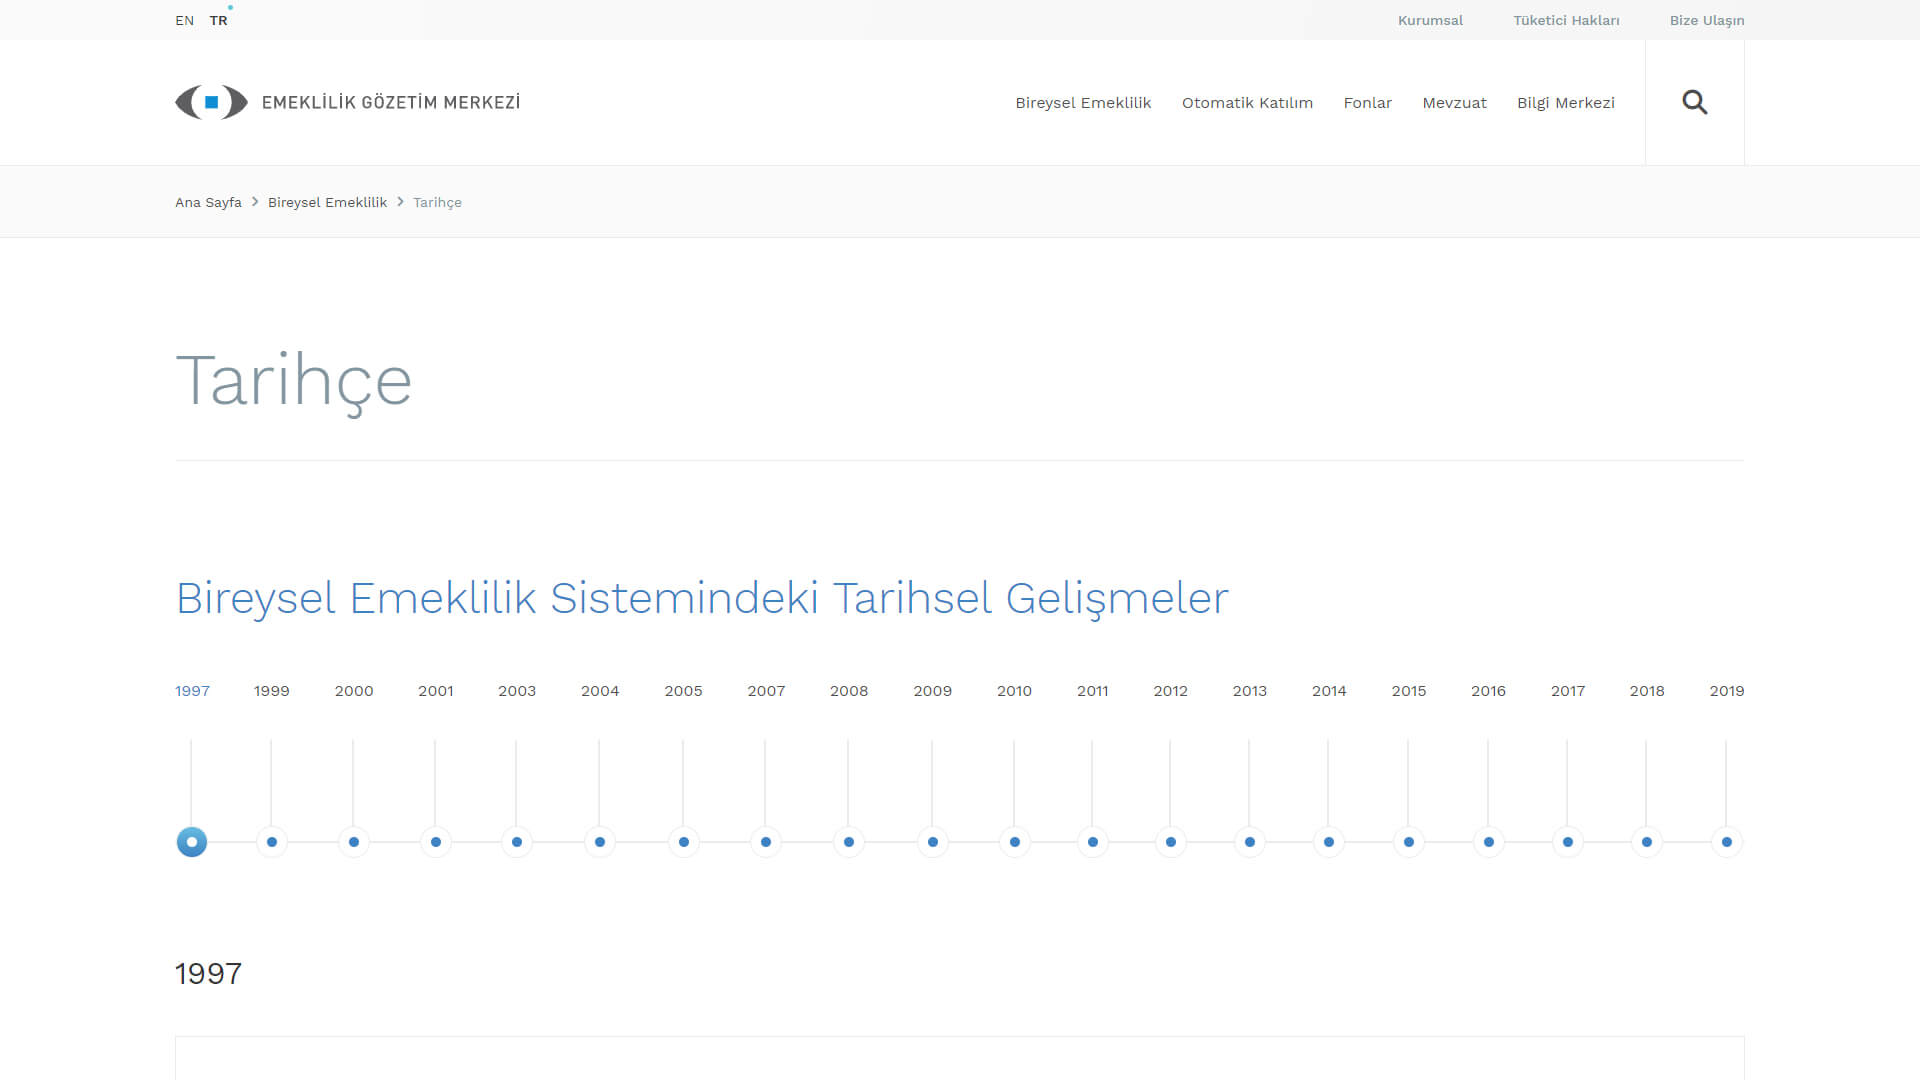 EN TR Kurumsal Tüketici Hakları Bize Ulaşın
EMEKLİLİK GÖZETİM MERKEZİ Bireysel Emeklilik Otomatik Katılım Fonlar Mevzuat Bilgi Merkezi
Ana Sayfa Bireysel Emeklilik Tarihçe
Tarihçe
Bireysel Emeklilik Sistemindeki Tarihsel Gelişmeler
1997 1999 2000 2001 2003 2004 2005 2007 2008 2009 2010 2011 2012 2013 2014 2015 2016 2017 2018 2019
1997